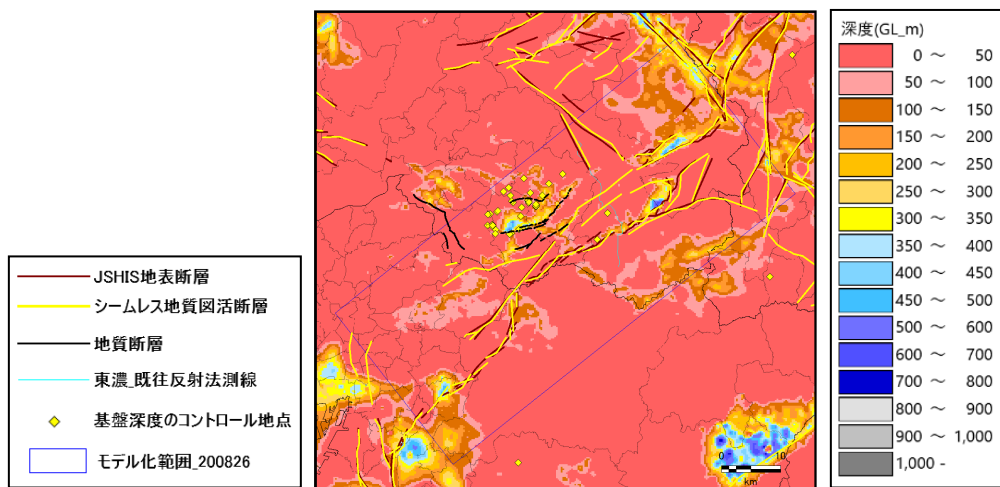 JSHIS地表断層
シームレス地質図活断層
地質断層
東濃_既往反射法測線
基盤深度のコントロール地点
モデル化範囲_200826
0 10
km
深度(GL_m)
0 ～ 50
50 ～ 100
100 ～ 150
150 ～ 200
200 ～ 250
250 ～ 300
300 ～ 350
350 ～ 400
400 ～ 450
450 ～ 500
500 ～ 600
600 ～ 700
700 ～ 800
800 ～ 900
900 ～ 1,000
1,000 -